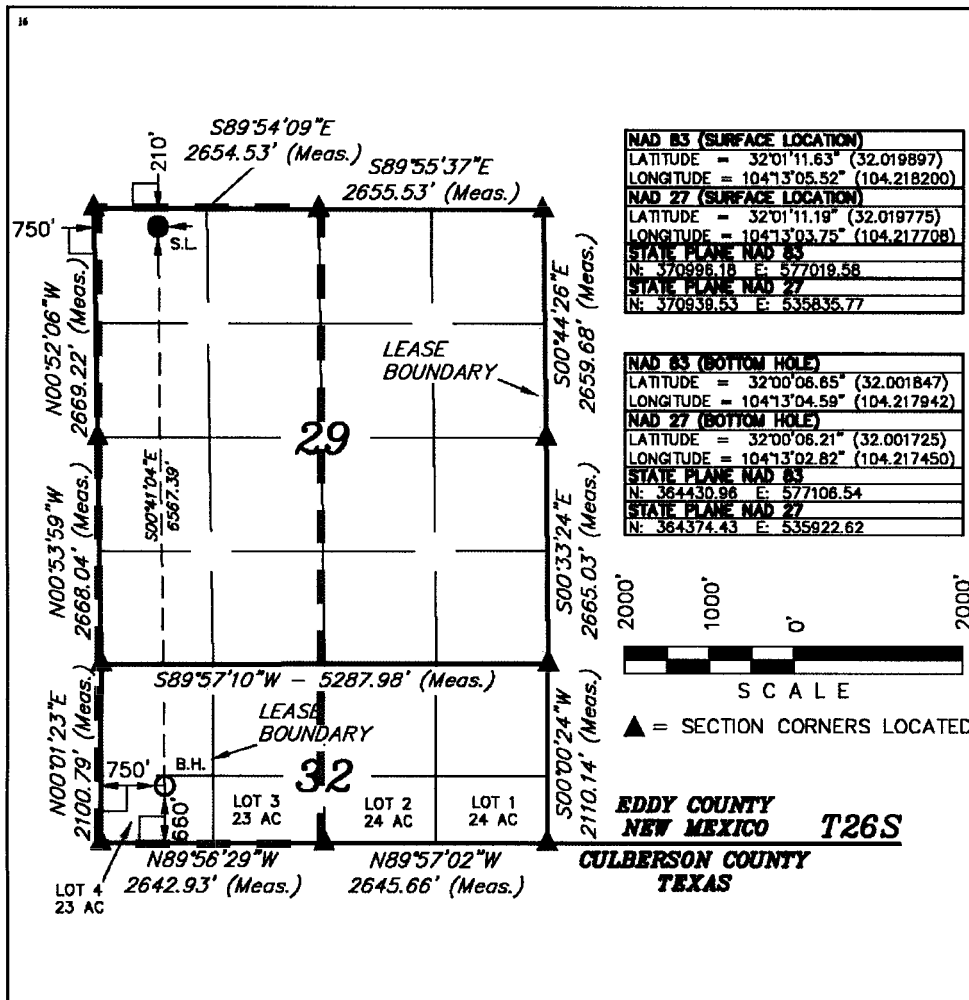 16
S89°54'09"E
2654.53' (Meas.)
210'
S89°55'37"E
2655.53' (Meas.)
750'
S.L.
N00°52'06"W
2669.22' (Meas.)
S00°44'26"E
2659.68' (Meas.)
LEASE
BOUNDARY
29
S00°41'04"E
6567.39'
N00°53'59"W
2668.04' (Meas.)
S00°33'24"E
2665.03' (Meas.)
S89°57'10"W - 5287.98' (Meas.)
LEASE
BOUNDARY
N00°01'23"E
2100.79' (Meas.)
S00°00'24"W
2110.14' (Meas.)
750'
B.H.
32
660'
LOT 3
23 AC
LOT 2
24 AC
LOT 1
24 AC
LOT 4
23 AC
N89°56'29"W
2642.93' (Meas.)
N89°57'02"W
2645.66' (Meas.)
NAD 83 (SURFACE LOCATION)
LATITUDE = 32°01'11.63" (32.019897)
LONGITUDE = 104°13'05.52" (104.218200)
NAD 27 (SURFACE LOCATION)
LATITUDE = 32°01'11.19" (32.019775)
LONGITUDE = 104°13'03.75" (104.217708)
STATE PLANE NAD 83
N: 370996.18 E: 577019.58
STATE PLANE NAD 27
N: 370939.53 E: 535835.77
NAD 83 (BOTTOM HOLE)
LATITUDE = 32°00'06.65" (32.001847)
LONGITUDE = 104°13'04.59" (104.217942)
NAD 27 (BOTTOM HOLE)
LATITUDE = 32°00'06.21" (32.001725)
LONGITUDE = 104°13'02.82" (104.217450)
STATE PLANE NAD 83
N: 364430.96 E: 577106.54
STATE PLANE NAD 27
N: 364374.43 E: 535922.62
2000' 1000' 0' 2000'
SCALE
▲ = SECTION CORNERS LOCATED
EDDY COUNTY
NEW MEXICO
T26S
CULBERSON COUNTY
TEXAS